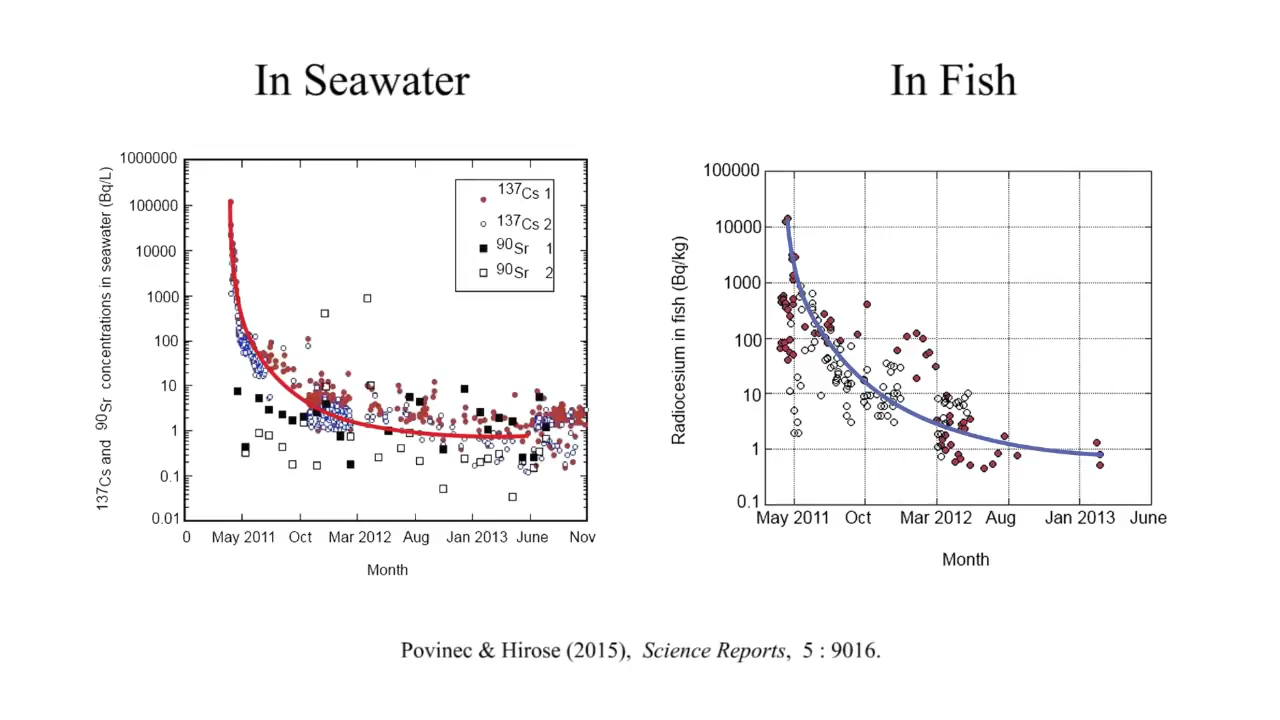 In Seawater
137Cs and 90Sr concentrations in seawater (Bq/L)
1000000
100000
10000
1000
100
10
1
0.1
0.01
137Cs 1
137Cs 2
90Sr 1
90Sr 2
0 May 2011 Oct Mar 2012 Aug Jan 2013 June Nov
Month
In Fish
Radiocesium in fish (Bq/kg)
100000
10000
1000
100
10
1
0.1
May 2011 Oct Mar 2012 Aug Jan 2013 June
Month
Povinec & Hirose (2015), Science Reports, 5 : 9016.